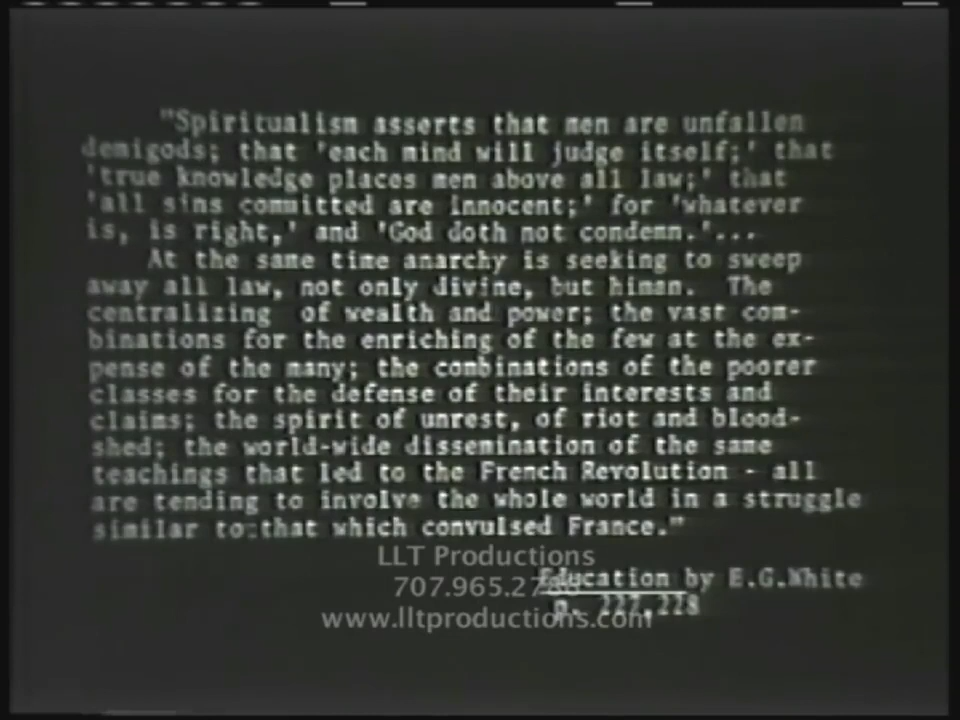 "Spiritualism asserts that men are unfallen
demigods; that 'each mind will judge itself;' that
'true knowledge places men above all law;' that
'all sins committed are innocent;' for 'whatever
is, is right,' and 'God doth not condemn.'...
At the same time anarchy is seeking to sweep
away all law, not only divine, but himan. The
centralizing of wealth and power; the vast com-
binations for the enriching of the few at the ex-
pense of the many; the combinations of the poorer
classes for the defense of their interests and
claims; the spirit of unrest, of riot and blood-
shed; the world-wide dissemination of the same
teachings that led to the French Revolution - all
are tending to involve the whole world in a struggle
similar to that which convulsed France."
LLT Productions
Education by E.G.White
707.965.2788
p. 227,228
www.lltproductions.com